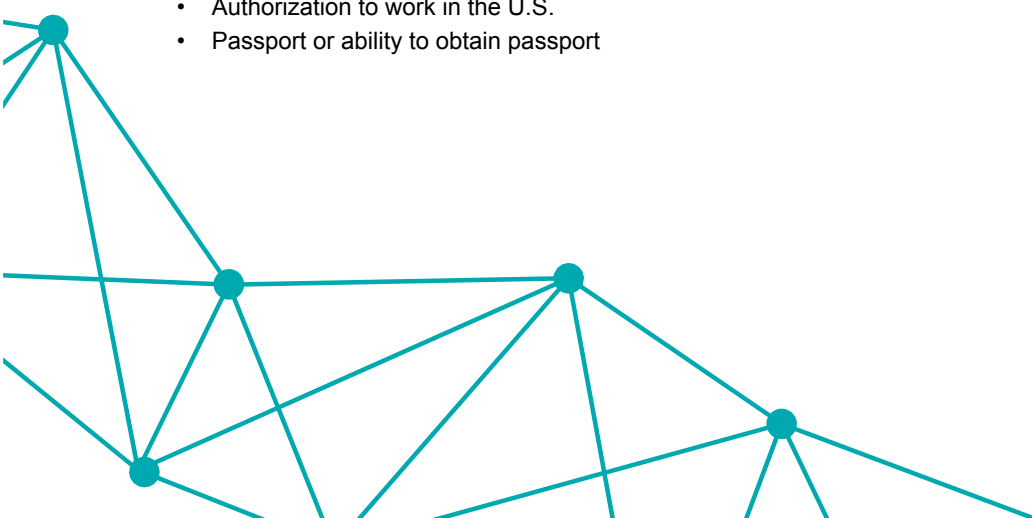 • Authorization to work in the U.S.
• Passport or ability to obtain passport